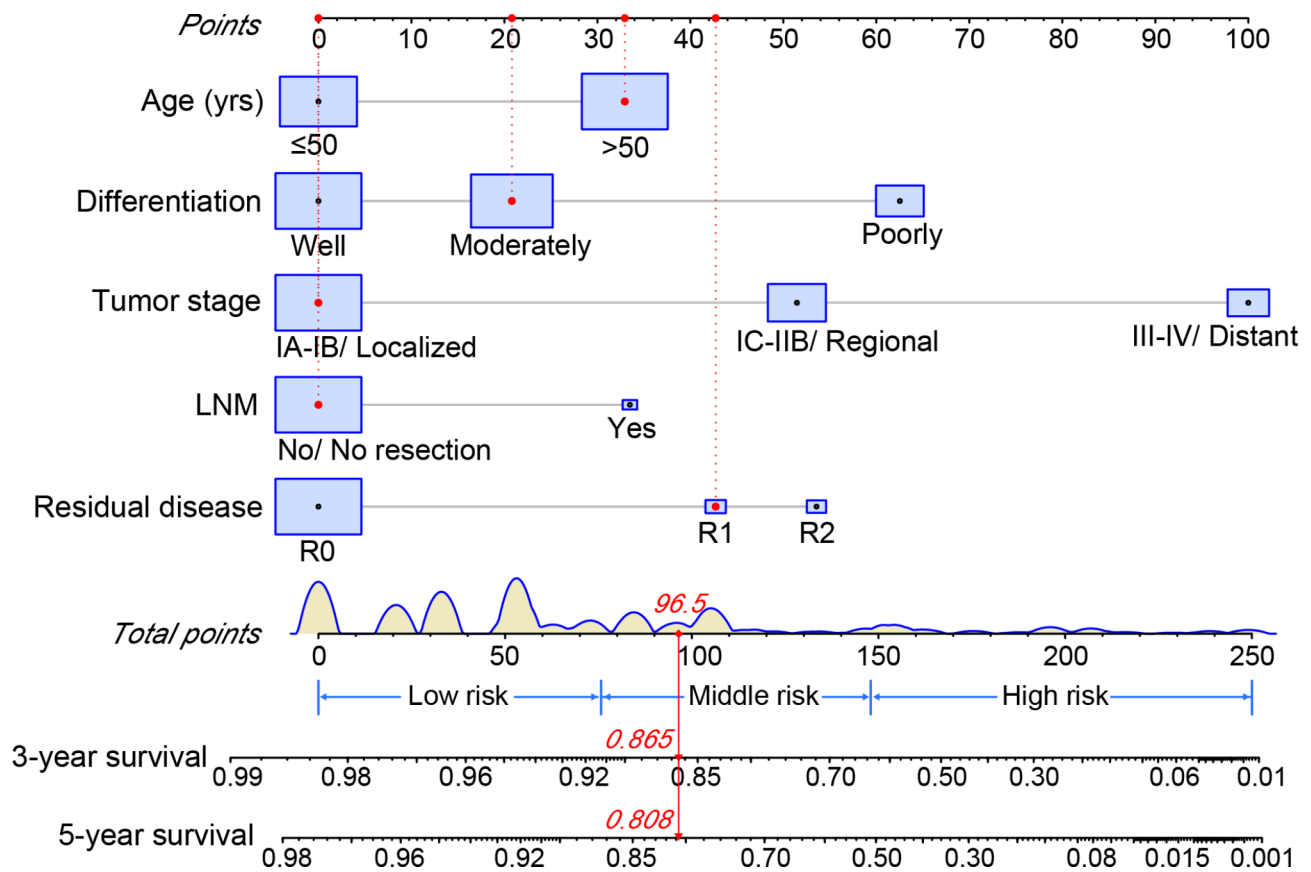 Points
0 10 20 30 40 50 60 70 80 90 100
Age (yrs)
≤50 >50
Differentiation
Well Moderately Poorly
Tumor stage
IA-IB/ Localized IC-IIB/ Regional III-IV/ Distant
LNM
No/ No resection Yes
Residual disease
R0 R1 R2
96.5
Total points
0 50 100 150 200 250
Low risk Middle risk High risk
0.865
3-year survival
0.99 0.98 0.96 0.92 0.85 0.70 0.50 0.30 0.06 0.01
0.808
5-year survival
0.98 0.96 0.92 0.85 0.70 0.50 0.30 0.08 0.015 0.001